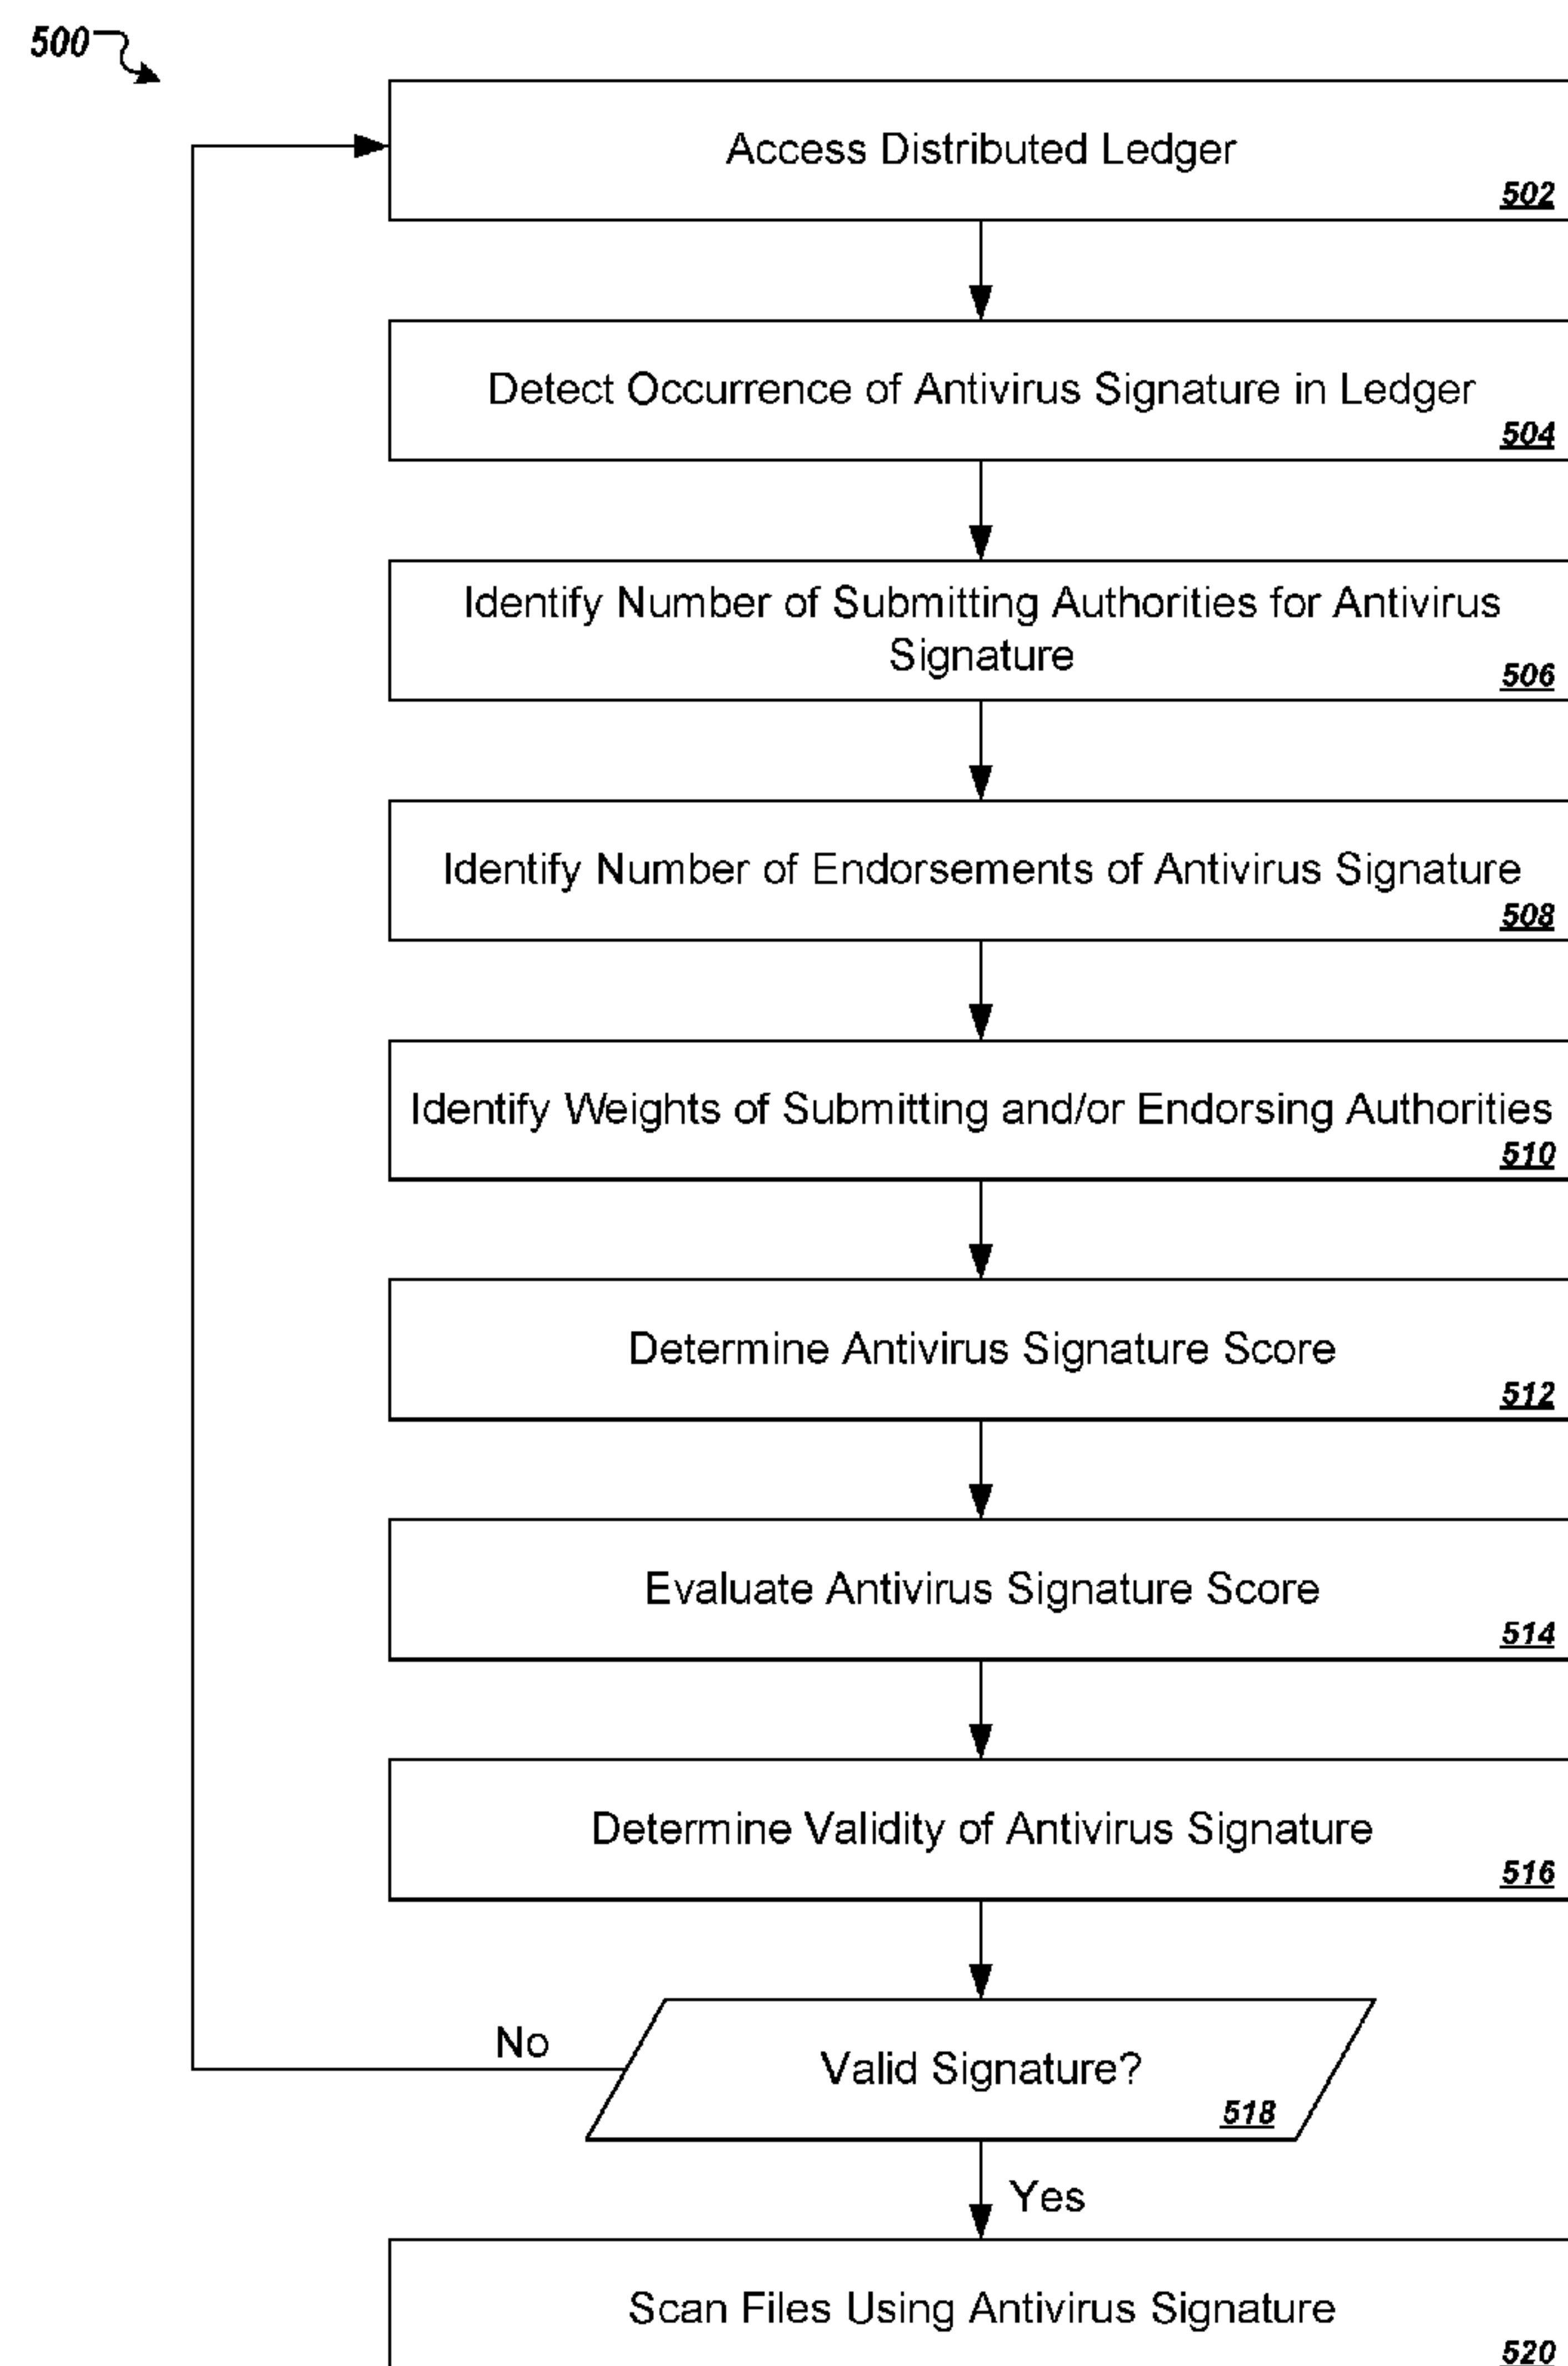 500
Access Distributed Ledger
502
Detect Occurrence of Antivirus Signature in Ledger
504
Identify Number of Submitting Authorities for Antivirus
Signature
506
Identify Number of Endorsements of Antivirus Signature
508
Identify Weights of Submitting and/or Endorsing Authorities
510
Determine Antivirus Signature Score
512
Evaluate Antivirus Signature Score
514
Determine Validity of Antivirus Signature
516
No
Valid Signature?
518
Yes
Scan Files Using Antivirus Signature
520